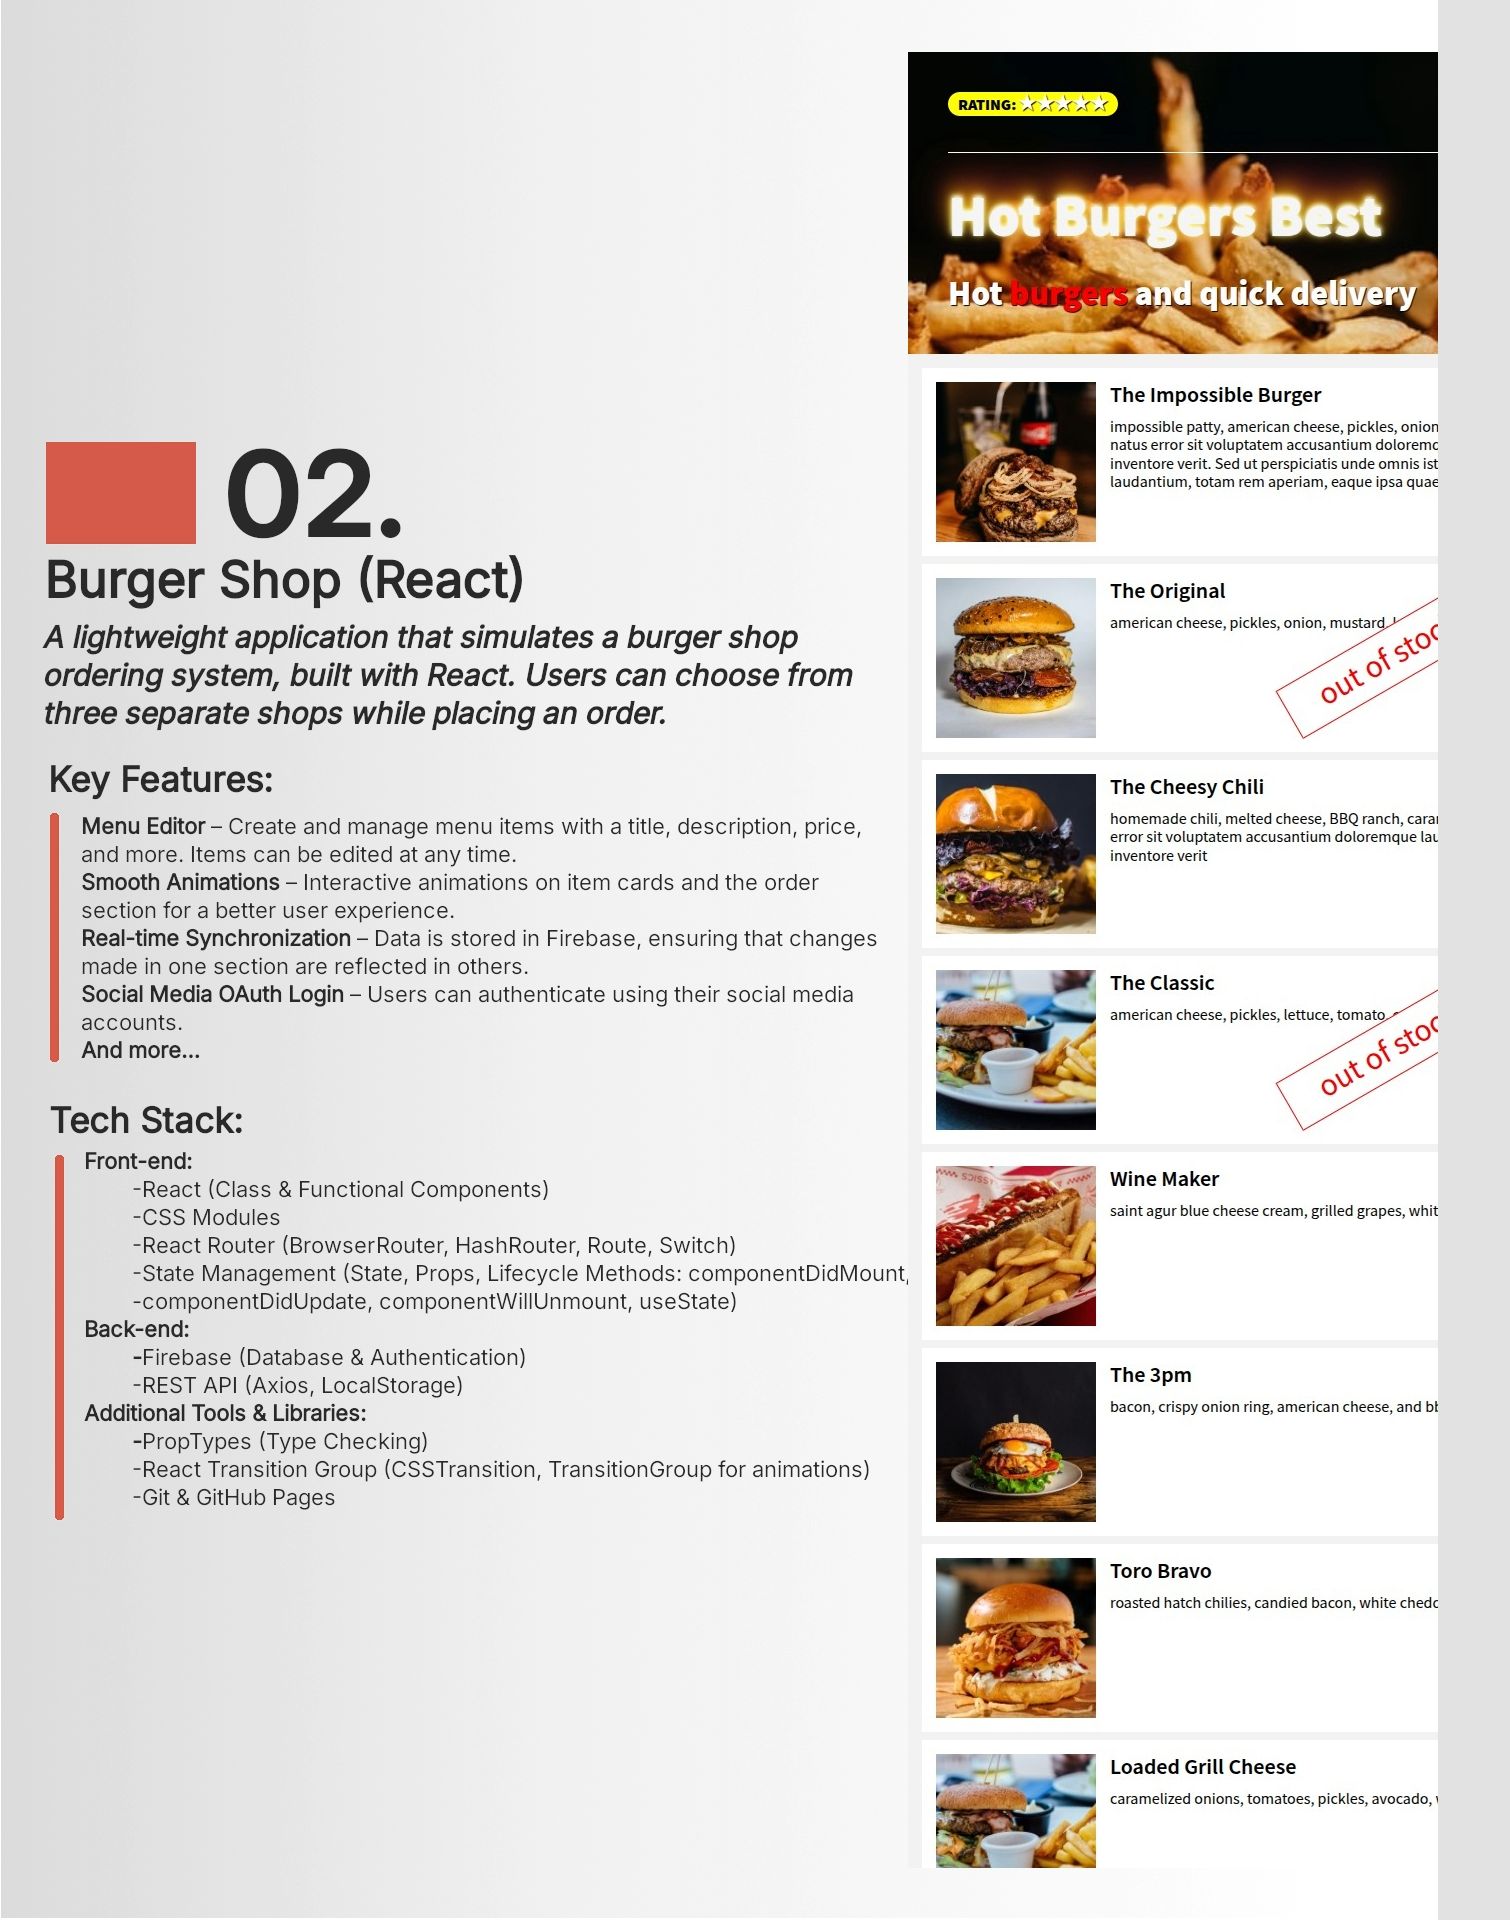 02.
Burger Shop (React)
A lightweight application that simulates a burger shop
ordering system, built with React. Users can choose from
three separate shops while placing an order.
Key Features:
Menu Editor – Create and manage menu items with a title, description, price,
and more. Items can be edited at any time.
Smooth Animations – Interactive animations on item cards and the order
section for a better user experience.
Real-time Synchronization – Data is stored in Firebase, ensuring that changes
made in one section are reflected in others.
Social Media OAuth Login – Users can authenticate using their social media
accounts.
And more...
Tech Stack:
Front-end:
-React (Class & Functional Components)
-CSS Modules
-React Router (BrowserRouter, HashRouter, Route, Switch)
-State Management (State, Props, Lifecycle Methods: componentDidMount,
-componentDidUpdate, componentWillUnmount, useState)
Back-end:
-Firebase (Database & Authentication)
-REST API (Axios, LocalStorage)
Additional Tools & Libraries:
-PropTypes (Type Checking)
-React Transition Group (CSSTransition, TransitionGroup for animations)
-Git & GitHub Pages
RATING: ★★★★★
Hot Burgers Best
Hot burgers and quick delivery
The Impossible Burger
impossible patty, american cheese, pickles, onion
natus error sit voluptatem accusantium
inventore verit. Sed ut perspiciatis unde omnis
laudantium, totam rem aperiam, eaque ipsa quae
The Original
american cheese, pickles, onion, mustard,
out of
The Cheesy Chili
homemade chili, melted cheese, BBQ ranch,
error sit voluptatem accusantium doloremque
inventore verit
The Classic
american cheese, pickles, lettuce, tomato,
out of
Wine Maker
saint agur blue cheese cream, grilled grapes,
The 3pm
bacon, crispy onion ring, american cheese, and
Toro Bravo
roasted hatch chilies, candied bacon, white
Loaded Grill Cheese
caramelized onions, tomatoes, pickles, avocado,